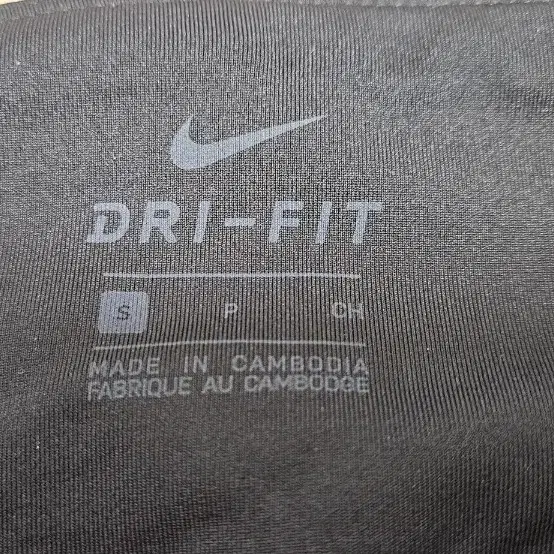 DRI-FIT
S P CH
MADE IN CAMBODIA
FABRIQUE AU CAMBODGE